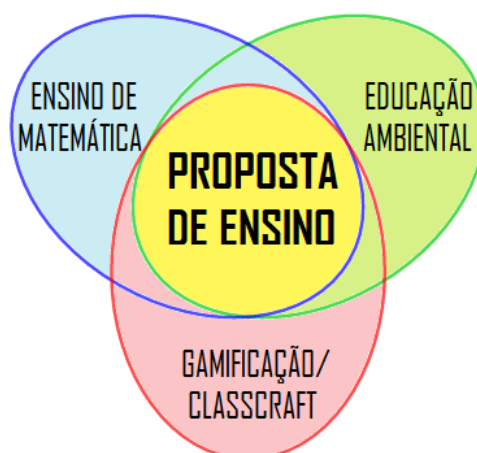 ENSINO DE
MATEMÁTICA
EDUCAÇÃO
AMBIENTAL
PROPOSTA
DE ENSINO
GAMIFICAÇÃO/
CLASSCRAFT